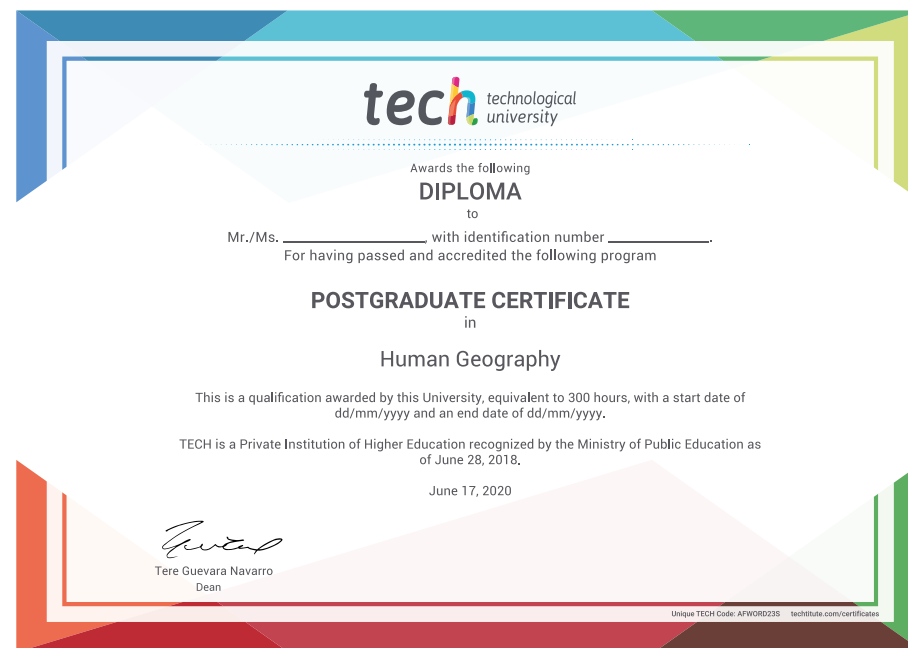 tech technological
university
Awards the following
DIPLOMA
to
Mr./Ms. ____________________, with identification number ______________.
For having passed and accredited the following program
POSTGRADUATE CERTIFICATE
in
Human Geography
This is a qualification awarded by this University, equivalent to 300 hours, with a start date of
dd/mm/yyyy and an end date of dd/mm/yyyy.
TECH is a Private Institution of Higher Education recognized by the Ministry of Public Education as
of June 28, 2018.
June 17, 2020
Tere Guevara Navarro
Dean
Unique TECH Code: AFWORD23S techtitute.com/certificates